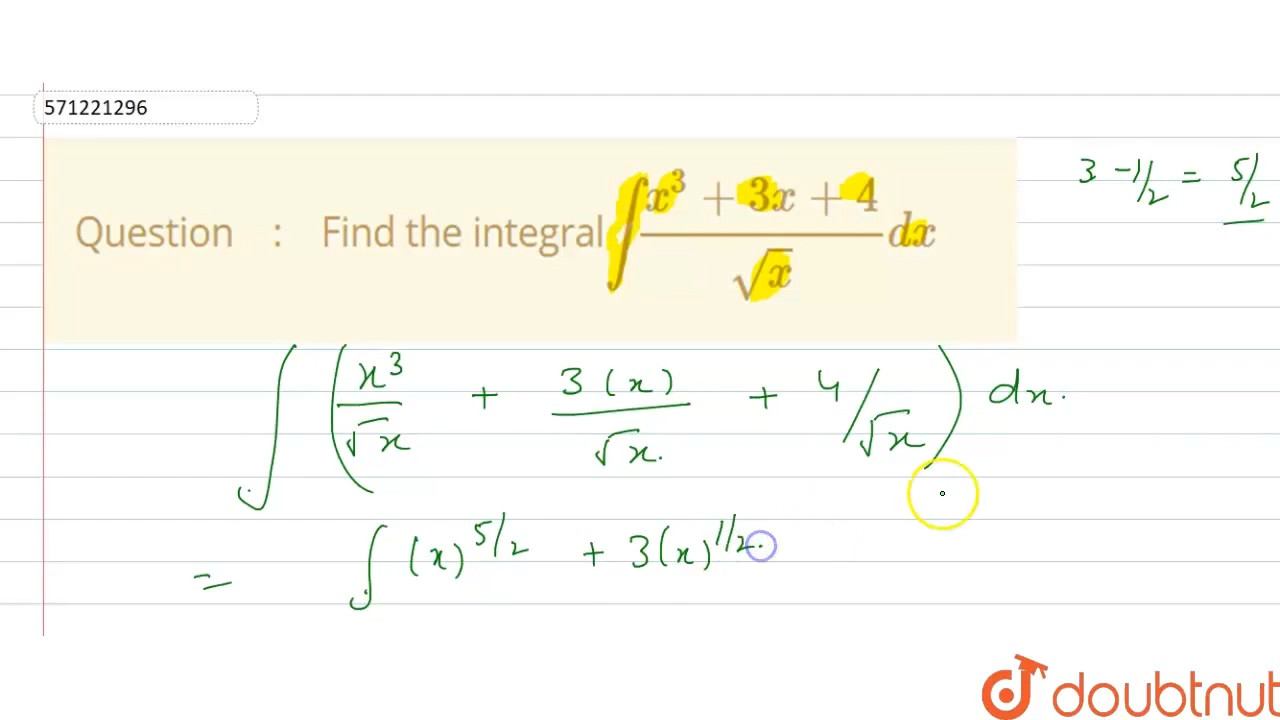 571221296
3 - 1/2 = 5/2
Question : Find the integral ∫ (x³ + 3x + 4)/√x dx
∫ (x³/√x + 3(x)/√x. + 4/√x) dx.
= ∫ (x)^5/2 + 3(x)^1/2.
doubtnut